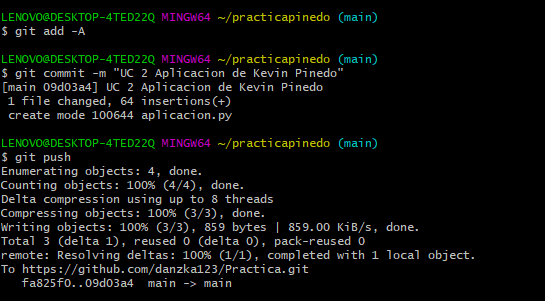 LENOVO@DESKTOP-4TED22Q MINGW64 ~/practicapinedo (main)
$ git add -A
LENOVO@DESKTOP-4TED22Q MINGW64 ~/practicapinedo (main)
$ git commit -m "UC 2 Aplicacion de Kevin Pinedo"
[main 09d03a4] UC 2 Aplicacion de Kevin Pinedo
 1 file changed, 64 insertions(+)
 create mode 100644 aplicacion.py
LENOVO@DESKTOP-4TED22Q MINGW64 ~/practicapinedo (main)
$ git push
Enumerating objects: 4, done.
Counting objects: 100% (4/4), done.
Delta compression using up to 8 threads
Compressing objects: 100% (3/3), done.
Writing objects: 100% (3/3), 859 bytes | 859.00 KiB/s, done.
Total 3 (delta 1), reused 0 (delta 0), pack-reused 0
remote: Resolving deltas: 100% (1/1), completed with 1 local object.
To https://github.com/danzka123/Practica.git
   fa825f0..09d03a4  main -> main